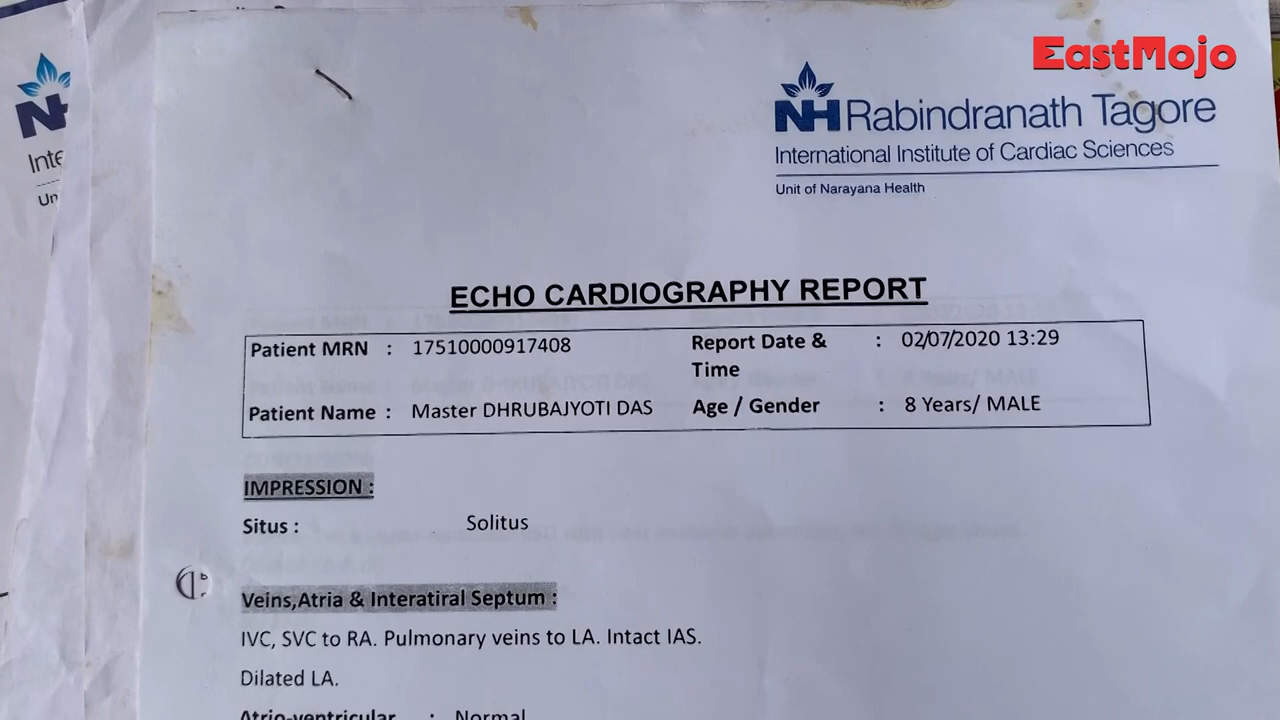 EastMojo
NH
Inte
Un
NH Rabindranath Tagore
International Institute of Cardiac Sciences
Unit of Narayana Health
ECHO CARDIOGRAPHY REPORT
Patient MRN : 17510000917408 Report Date & Time : 02/07/2020 13:29
Patient Name : Master DHRUBAJYOTI DAS Age / Gender : 8 Years/ MALE
IMPRESSION :
Situs : Solitus
Veins,Atria & Interatiral Septum :
IVC, SVC to RA. Pulmonary veins to LA. Intact IAS.
Dilated LA.
Atrio-ventricular : Normal